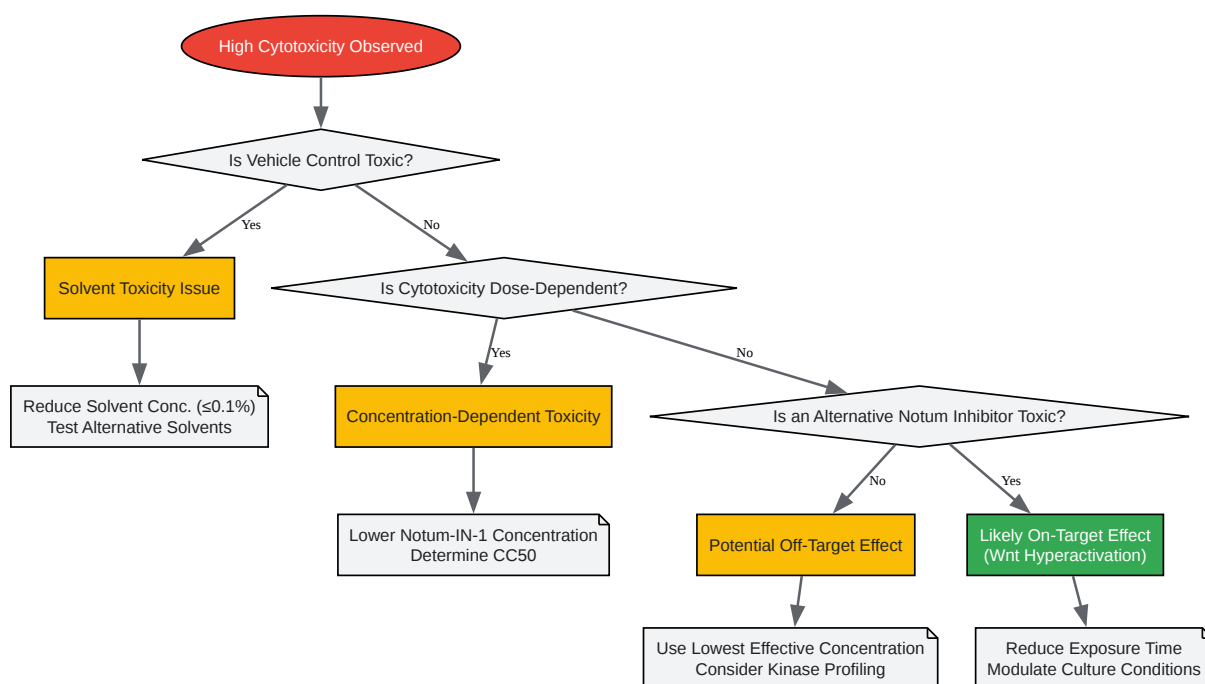 High Cytotoxicity Observed
Is Vehicle Control Toxic?
Yes
No
Solvent Toxicity Issue
Is Cytotoxicity Dose-Dependent?
Yes
No
Reduce Solvent Conc. (≤0.1%)
Test Alternative Solvents
Concentration-Dependent Toxicity
Is an Alternative Notum Inhibitor Toxic?
No
Yes
Lower Notum-IN-1 Concentration
Determine CC50
Potential Off-Target Effect
Likely On-Target Effect
(Wnt Hyperactivation)
Use Lowest Effective Concentration
Consider Kinase Profiling
Reduce Exposure Time
Modulate Culture Conditions